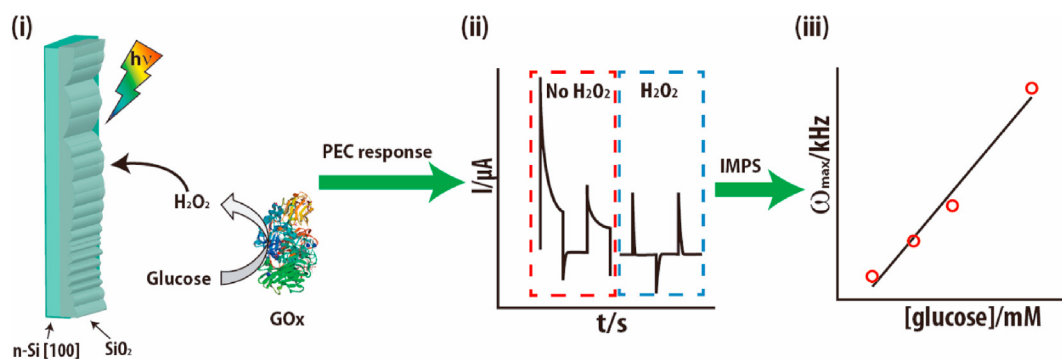 (i)
hν
H₂O₂
Glucose
GOx
n-Si [100]
SiO₂
PEC response
(ii)
No H₂O₂
H₂O₂
I/μA
t/s
IMPS
(iii)
ωmax/kHz
[glucose]/mM